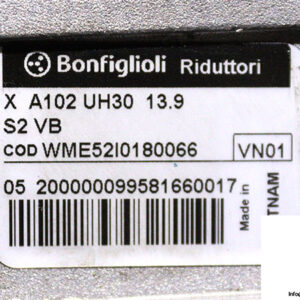 Bonfiglioli Riduttori
X A102 UH30 13.9
S2 VB
COD WME52I0180066
VN01
05 200000099581660017
Made in
TNAM